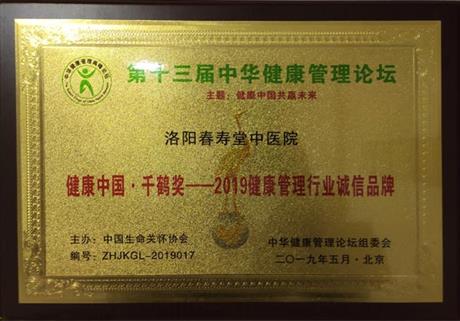 第十三届中华健康管理论坛
主题：健康中国共赢未来
洛阳春寿堂中医院
健康中国·千鹤奖——2019健康管理行业诚信品牌
主办：中国生命关怀协会
编号：ZHJKGL-2019017
中华健康管理论坛组委会
二〇一九年五月·北京